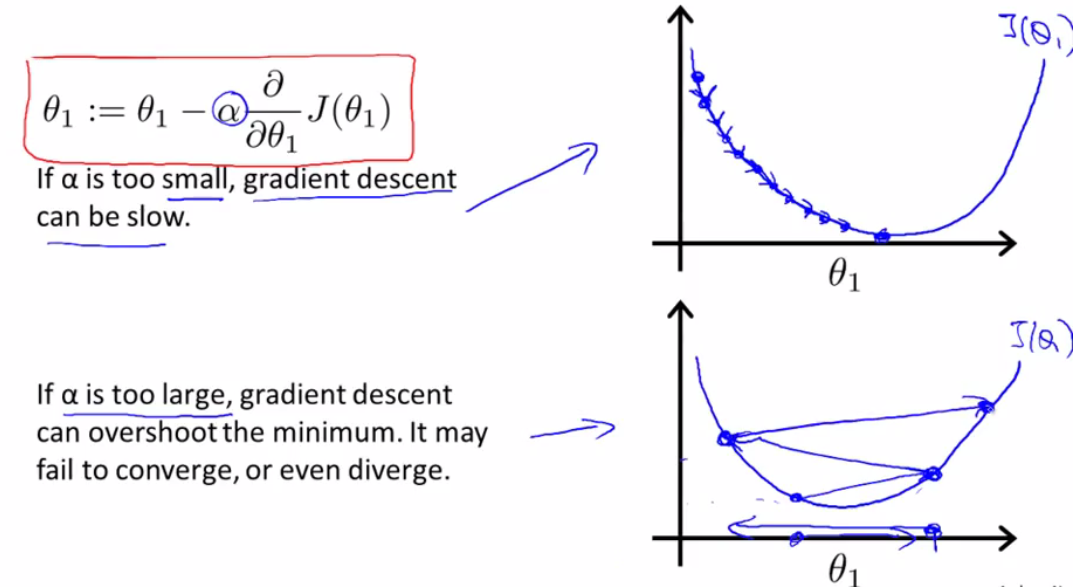 θ₁ := θ₁ − α ∂/∂θ₁ J(θ₁)
If α is too small, gradient descent
can be slow.
J(θ₁)
θ₁
If α is too large, gradient descent
can overshoot the minimum. It may
fail to converge, or even diverge.
θ₁